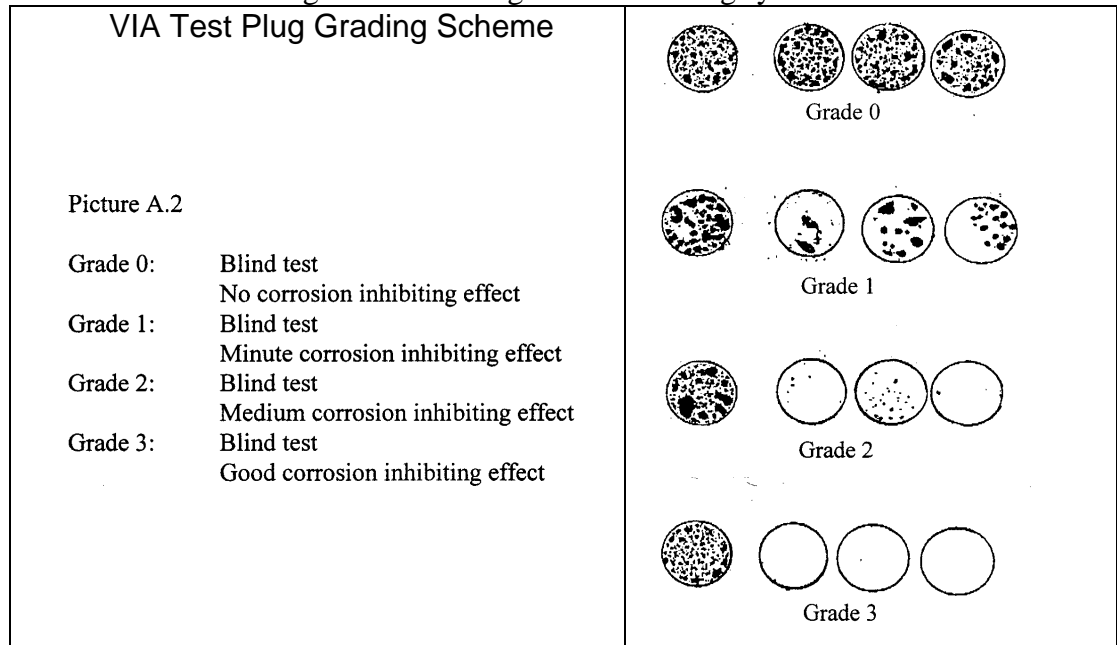 VIA Test Plug Grading Scheme
Picture A.2
Grade 0: Blind test
No corrosion inhibiting effect
Grade 1: Blind test
Minute corrosion inhibiting effect
Grade 2: Blind test
Medium corrosion inhibiting effect
Grade 3: Blind test
Good corrosion inhibiting effect
Grade 0
Grade 1
Grade 2
Grade 3